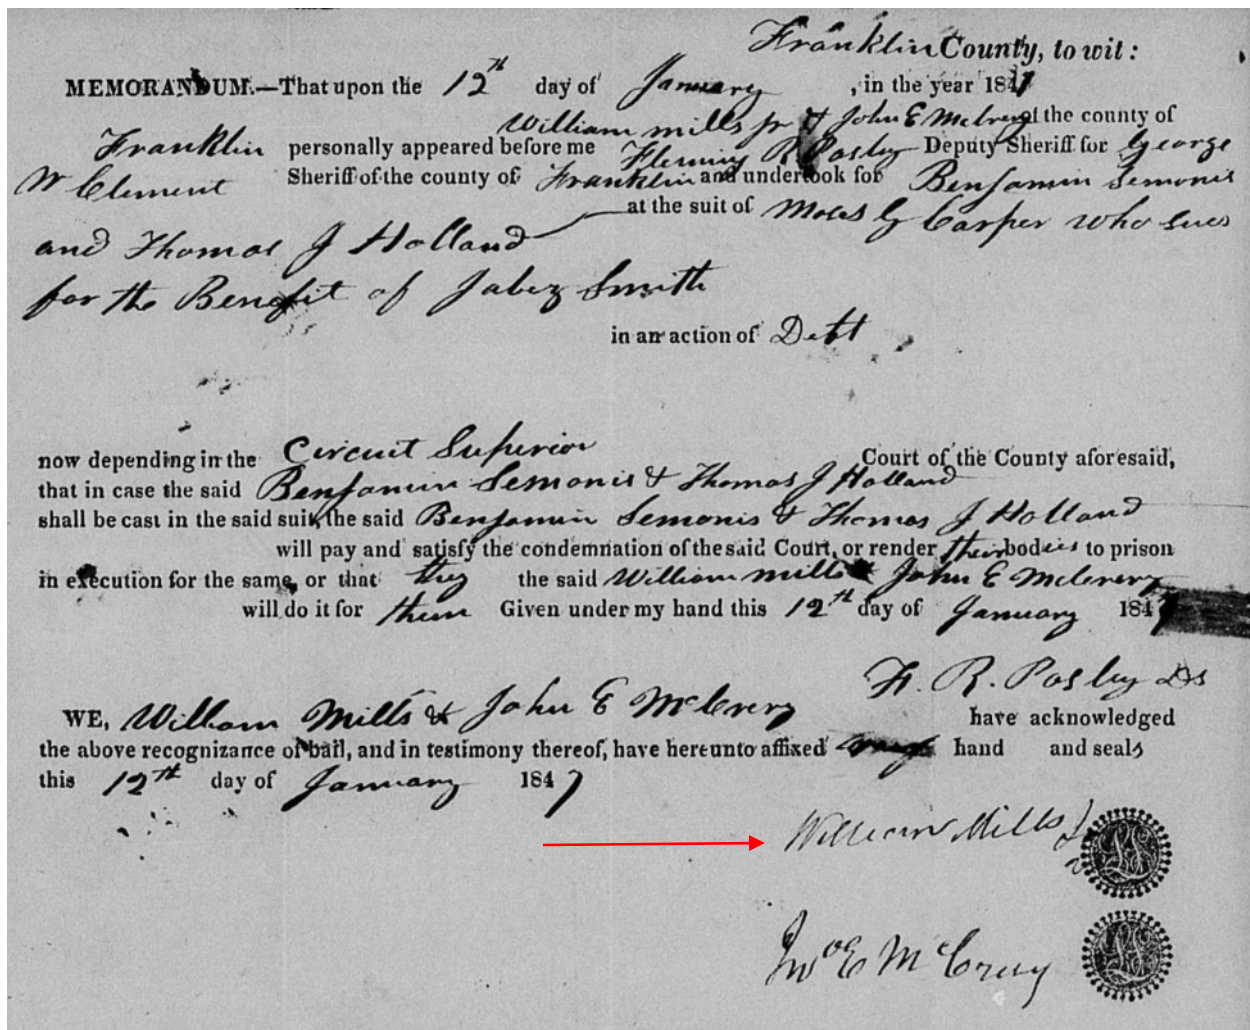 Franklin County, to wit:
MEMORANDUM.—That upon the 12th day of January , in the year 1847
William mills jr & John E McCrery of the county of
Franklin personally appeared before me Fleming R Posley Deputy Sheriff for George
W Clement Sheriff of the county of Franklin and undertook for Benjamin Semonis
and Thomas J Holland at the suit of Moses G Carper who sues
for the Benefit of Jabez Smith
in an action of Debt
now depending in the Circuit Superior Court of the County aforesaid,
that in case the said Benjamin Semonis & Thomas J Holland
shall be cast in the said suit, the said Benjamin Semonis & Thomas J Holland
will pay and satisfy the condemnation of the said Court, or render their bodies to prison
in execution for the same, or that they the said William mills & John E McCrery
will do it for them Given under my hand this 12th day of January 1847
F. R. Posley Ds
WE, William Mills & John E McCrery have acknowledged
the above recognizance of bail, and in testimony thereof, have hereunto affixed hand and seals
this 12th day of January 1847
William Mills Jr
Jno E McCrery